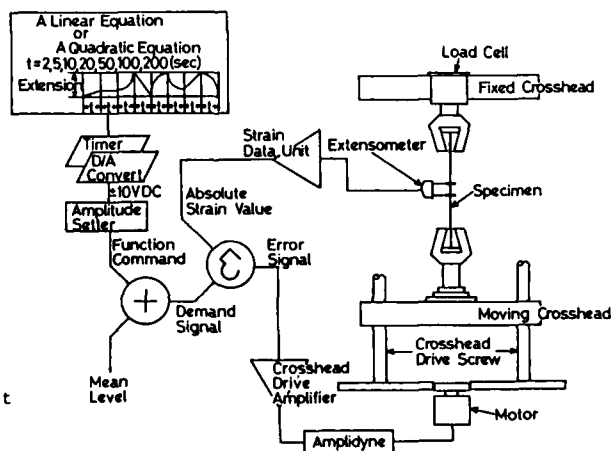 A Linear Equation
or
A Quadratic Equation
t=2,5,10,20,50,100,200(sec)
Extension
Timer
D/A
Convert
±10VDC
Amplitude
Setler
Function
Command
Mean
Level
t
Strain
Data Unit
Absolute
Strain Value
Error
Signal
Demand
Signal
Crosshead
Drive
Amplifier
Amplidyne
Load Cell
Fixed Crosshead
Extensometer
Specimen
Moving Crosshead
Crosshead
Drive Screw
Motor